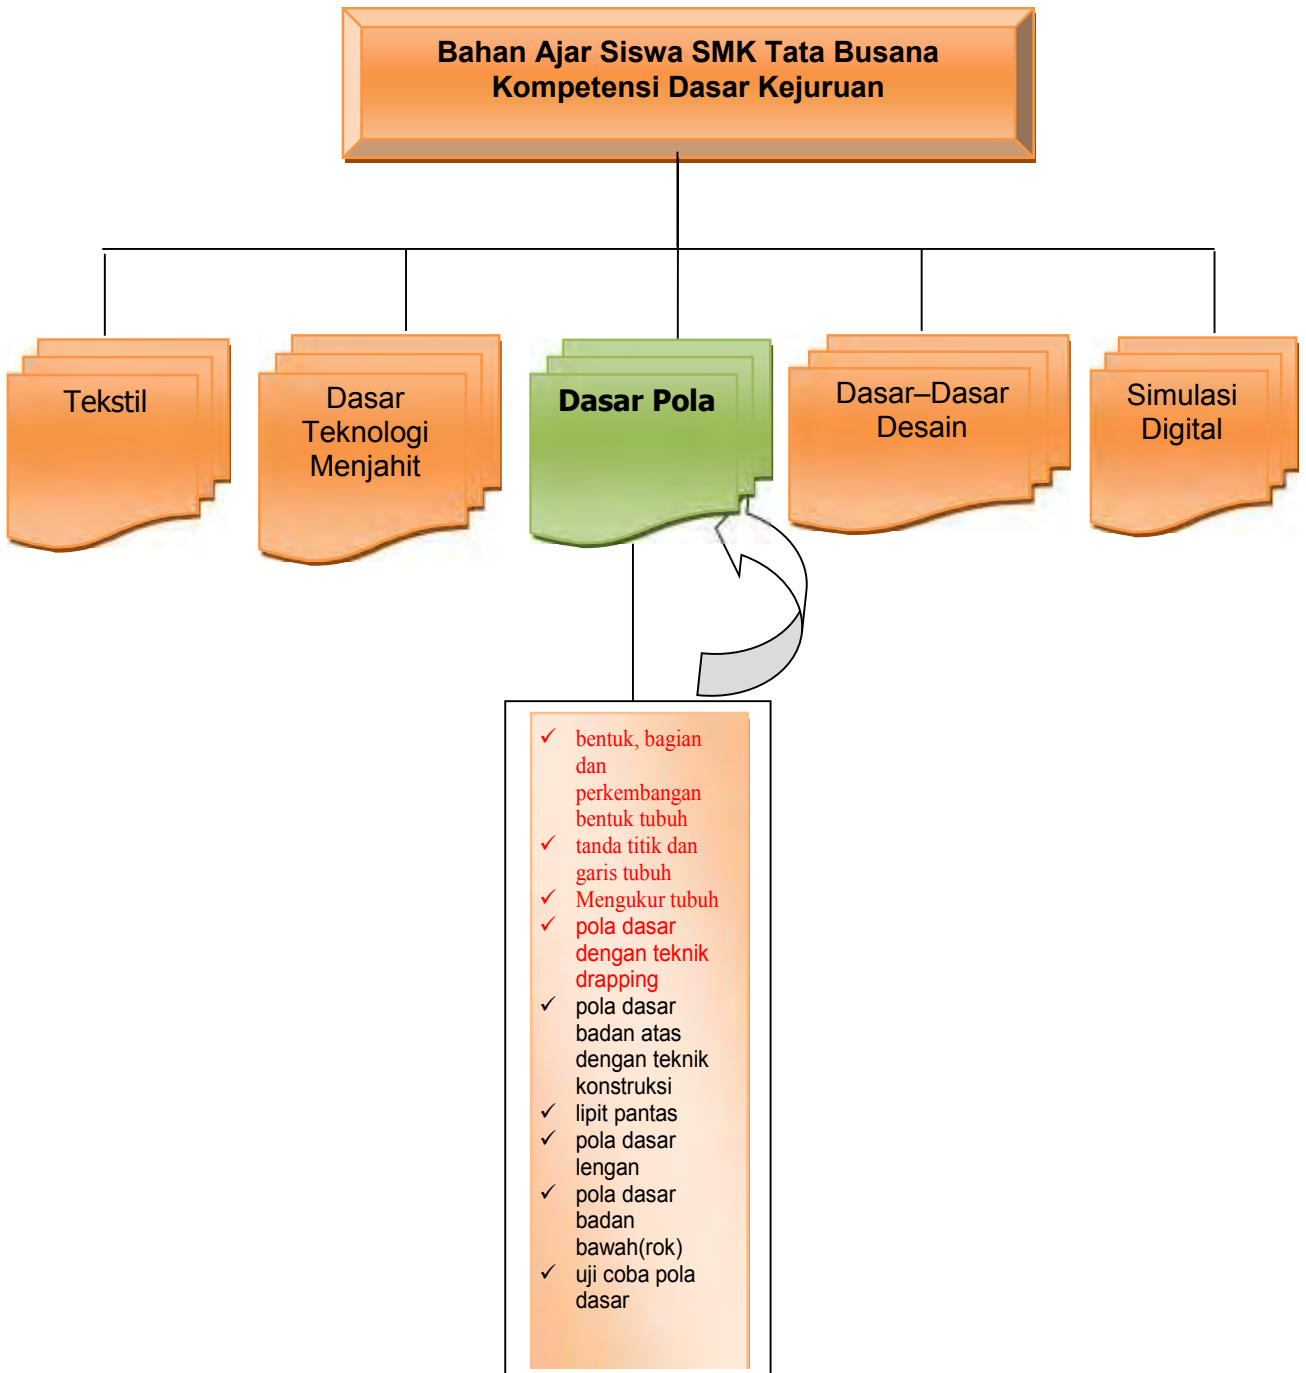 Bahan Ajar Siswa SMK Tata Busana
Kompetensi Dasar Kejuruan
Tekstil
Dasar
Teknologi
Menjahit
Dasar Pola
Dasar–Dasar
Desain
Simulasi
Digital
✓ bentuk, bagian
dan
perkembangan
bentuk tubuh
✓ tanda titik dan
garis tubuh
✓ Mengukur tubuh
✓ pola dasar
dengan teknik
drapping
✓ pola dasar
badan atas
dengan teknik
konstruksi
✓ lipit pantas
✓ pola dasar
lengan
✓ pola dasar
badan
bawah(rok)
✓ uji coba pola
dasar